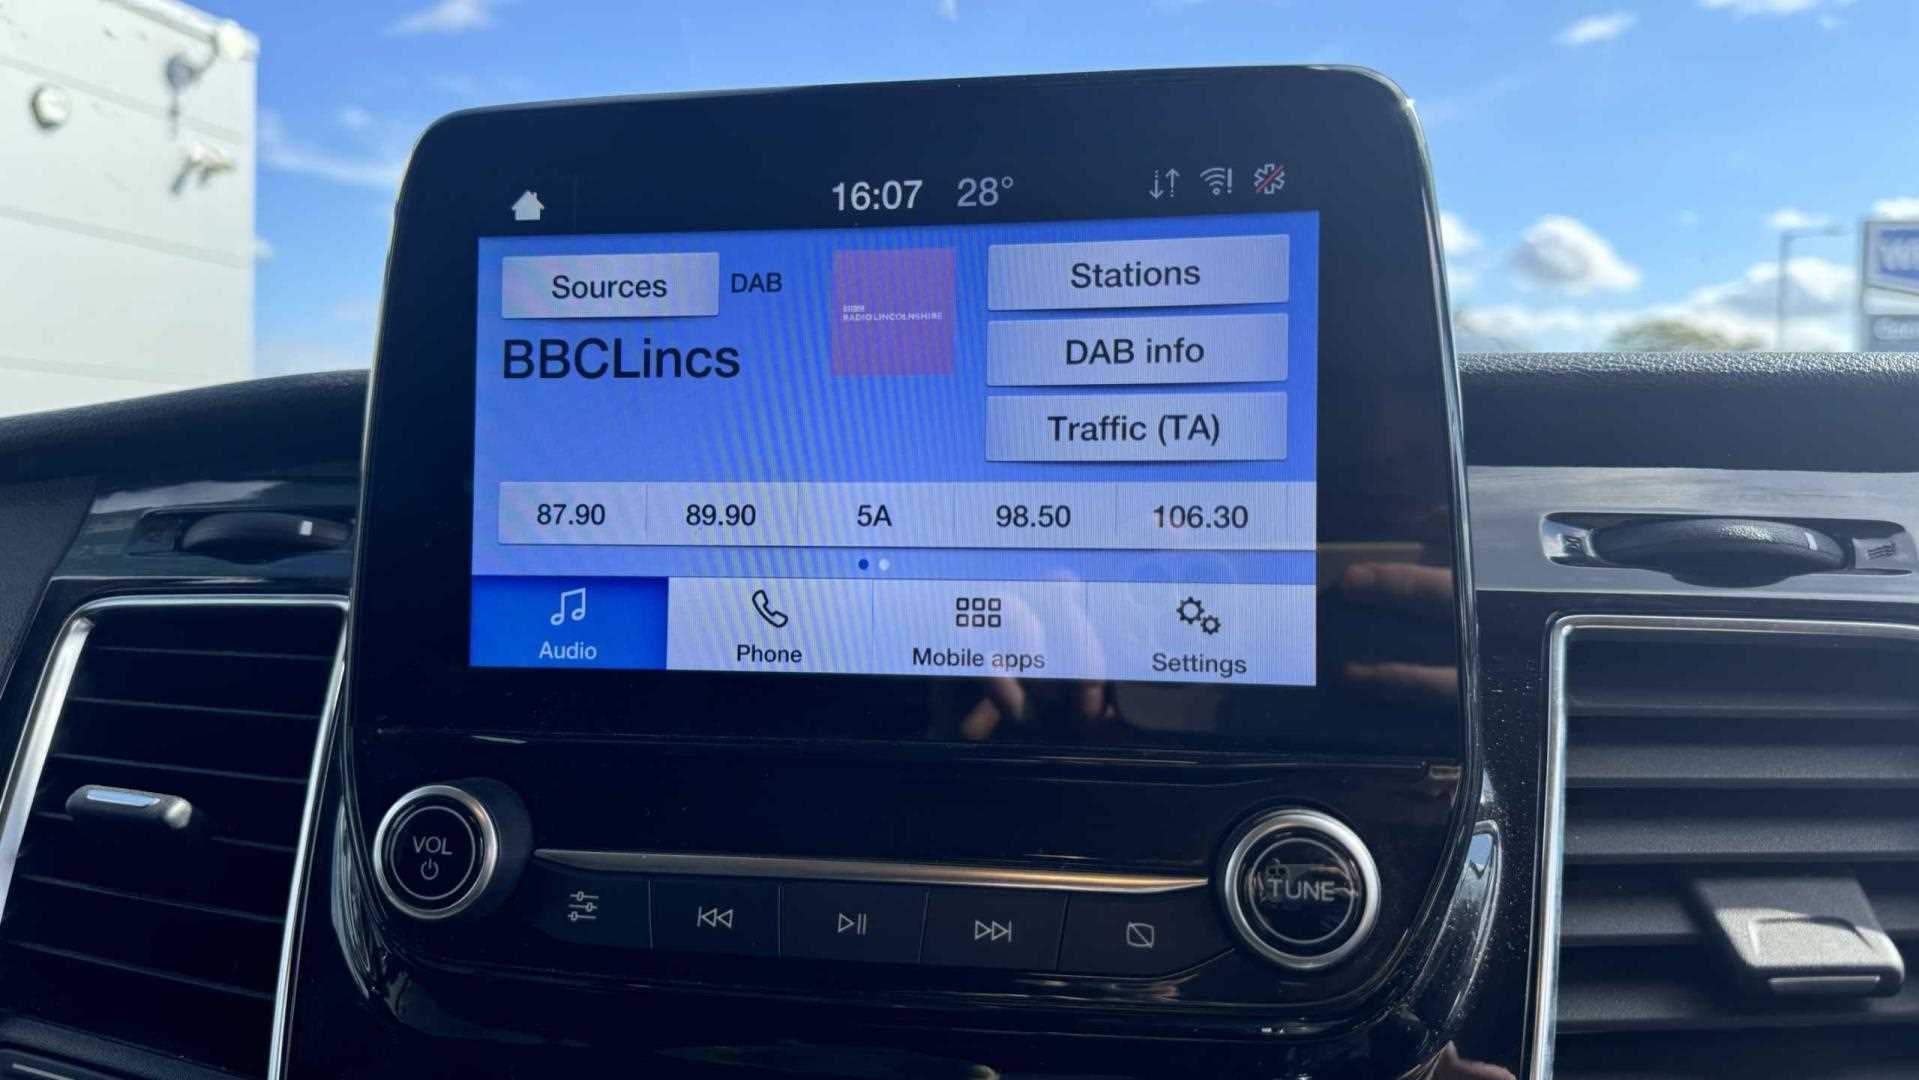 16:07 28°
Sources DAB
BBC
RADIO LINCOLNSHIRE
Stations
BBCLincs
DAB info
Traffic (TA)
87.90 89.90 5A 98.50 106.30
Audio Phone Mobile apps Settings
VOL
TUNE